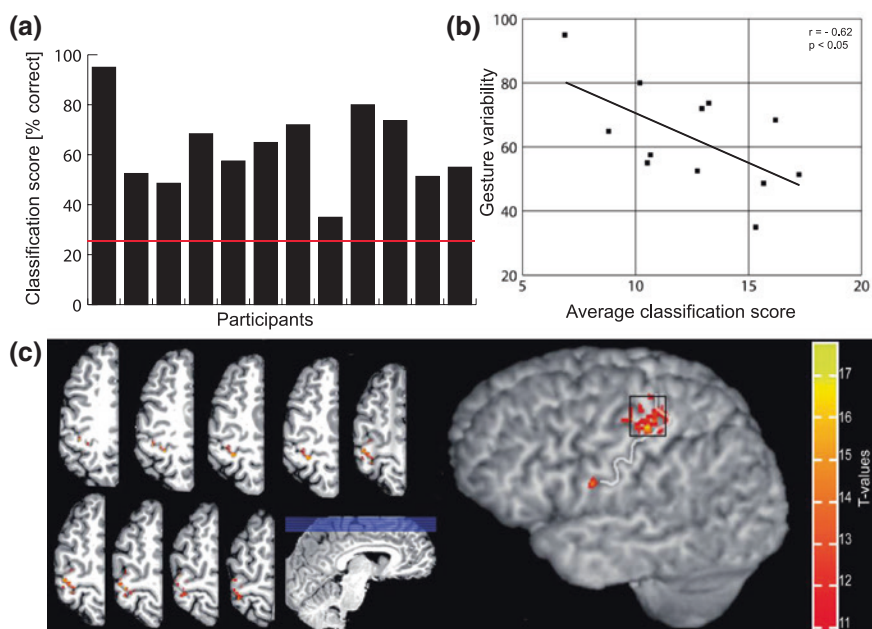 (a)
Classification score [% correct]
100
80
60
40
20
0
Participants
(b)
r = - 0.62
p < 0.05
Gesture variability
100
80
60
40
20
5
10
15
20
Average classification score
(c)
17
16
15
14
13
12
11
T-values